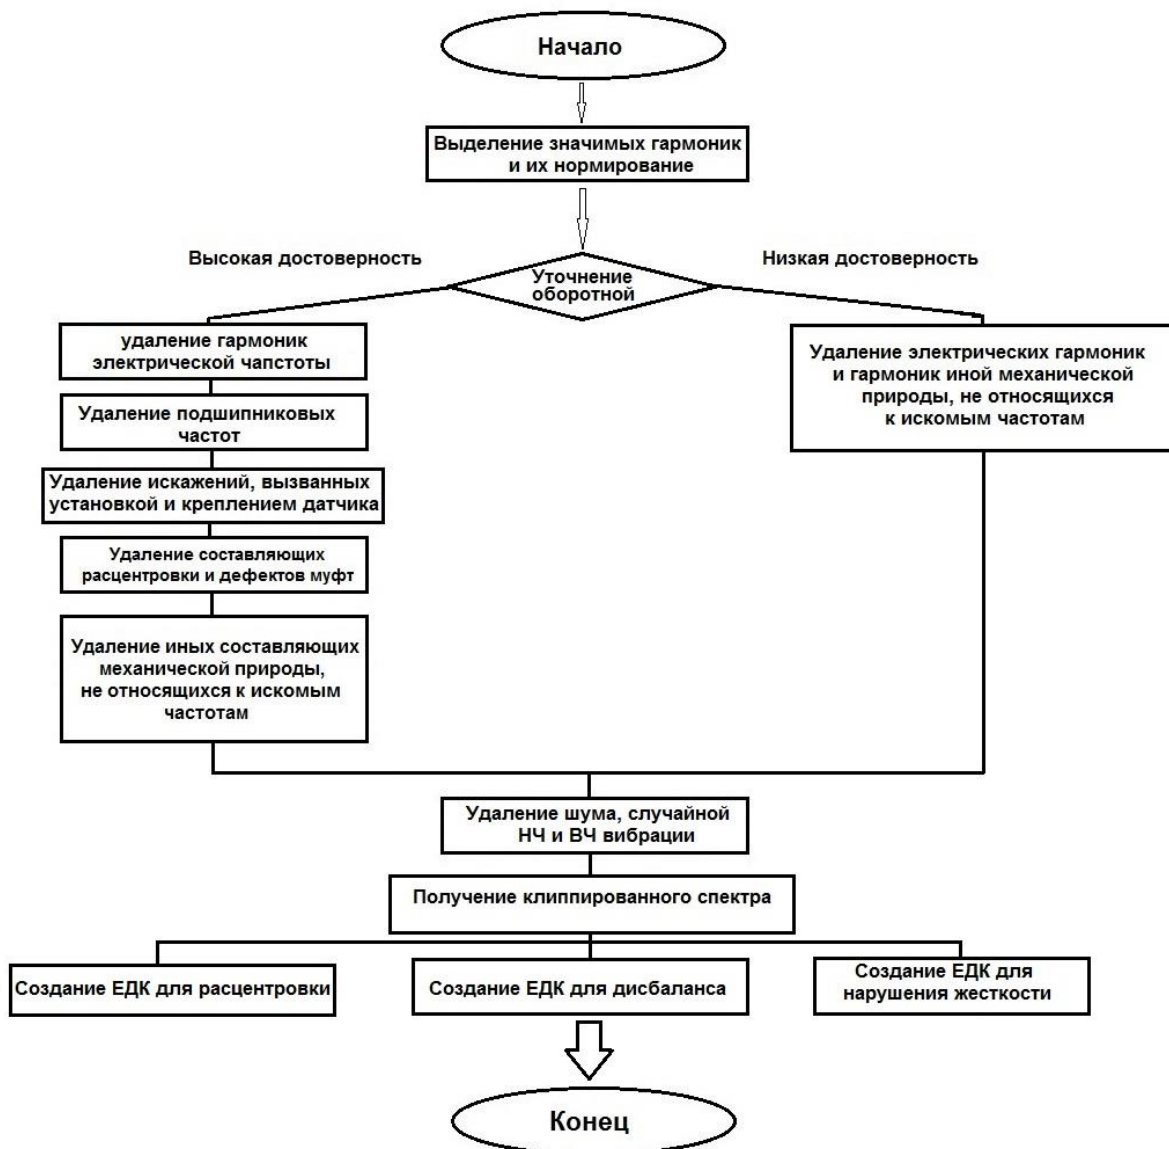 Начало
Выделение значимых гармоник
и их нормирование
Высокая достоверность
Уточнение
оборотной
Низкая достоверность
удаление гармоник
электрической чапстоты
Удаление подшипниковых
частот
Удаление искажений, вызванных
установкой и креплением датчика
Удаление составляющих
расцентровки и дефектов муфт
Удаление иных составляющих
механической природы,
не относящихся к искомым
частотам
Удаление электрических гармоник
и гармоник иной механической
природы, не относящихся
к искомым частотам
Удаление шума, случайной
НЧ и ВЧ вибрации
Получение клиппированного спектра
Создание ЕДК для расцентровки
Создание ЕДК для дисбаланса
Создание ЕДК для
нарушения жесткости
Конец